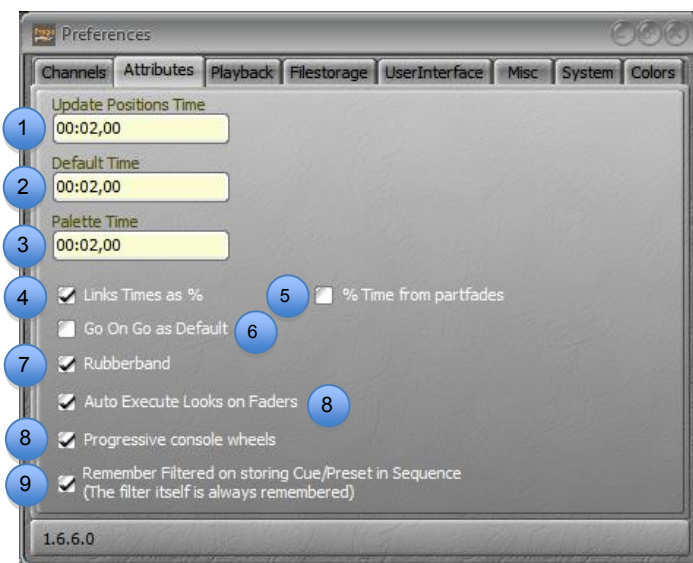 Preferences
Channels Attributes Playback Filestorage UserInterface Misc System Colors
Update Positions Time
1 00:02,00
Default Time
2 00:02,00
Palette Time
3 00:02,00
4 Links Times as % 5 % Time from partfades
Go On Go as Default 6
7 Rubberband
Auto Execute Looks on Faders 8
8 Progressive console wheels
9 Remember Filtered on storing Cue/Preset in Sequence
(The filter itself is always remembered)
1.6.6.0